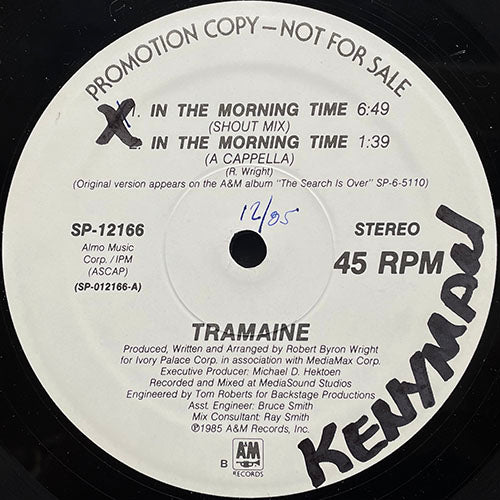 PROMOTION COPY – NOT FOR SALE
X 1. IN THE MORNING TIME 6:49
(SHOUT MIX)
2. IN THE MORNING TIME 1:39
(A CAPPELLA)
(R. Wright)
(Original version appears on the A&M album "The Search Is Over" SP-6-5110)
12/85
SP-12166
STEREO
Almo Music
Corp. / IPM
(ASCAP)
45 RPM
(SP-012166-A)
TRAMAINE
Produced, Written and Arranged by Robert Byron Wright
for Ivory Palace Corp. in association with MediaMax Corp.
Executive Producer: Michael D. Hektoen
Recorded and Mixed at MediaSound Studios
Engineered by Tom Roberts for Backstage Productions
Asst. Engineer: Bruce Smith
Mix Consultant: Ray Smith
℗1985 A&M Records, Inc.
B
A&M
RECORDS
KENYMAN